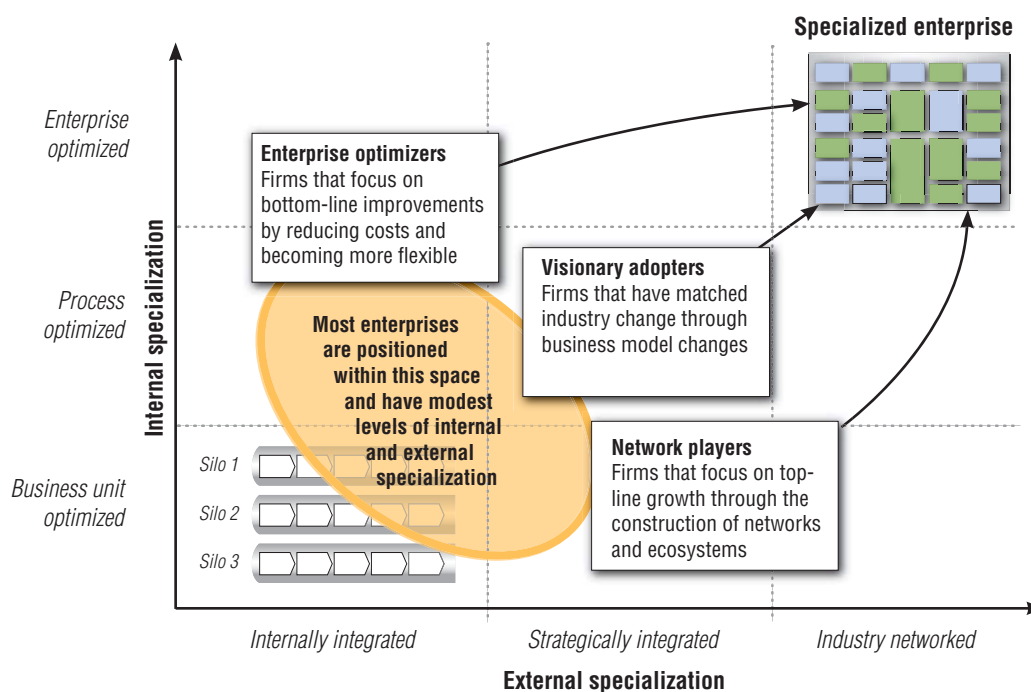 Specialized enterprise
Enterprise
optimized
Enterprise optimizers
Firms that focus on
bottom-line improvements
by reducing costs and
becoming more flexible
Internal specialization
Process
optimized
Visionary adopters
Firms that have matched
industry change through
business model changes
Most enterprises
are positioned
within this space
and have modest
levels of internal
and external
specialization
Business unit
optimized
Silo 1
Silo 2
Silo 3
Network players
Firms that focus on top-
line growth through the
construction of networks
and ecosystems
Internally integrated
Strategically integrated
Industry networked
External specialization